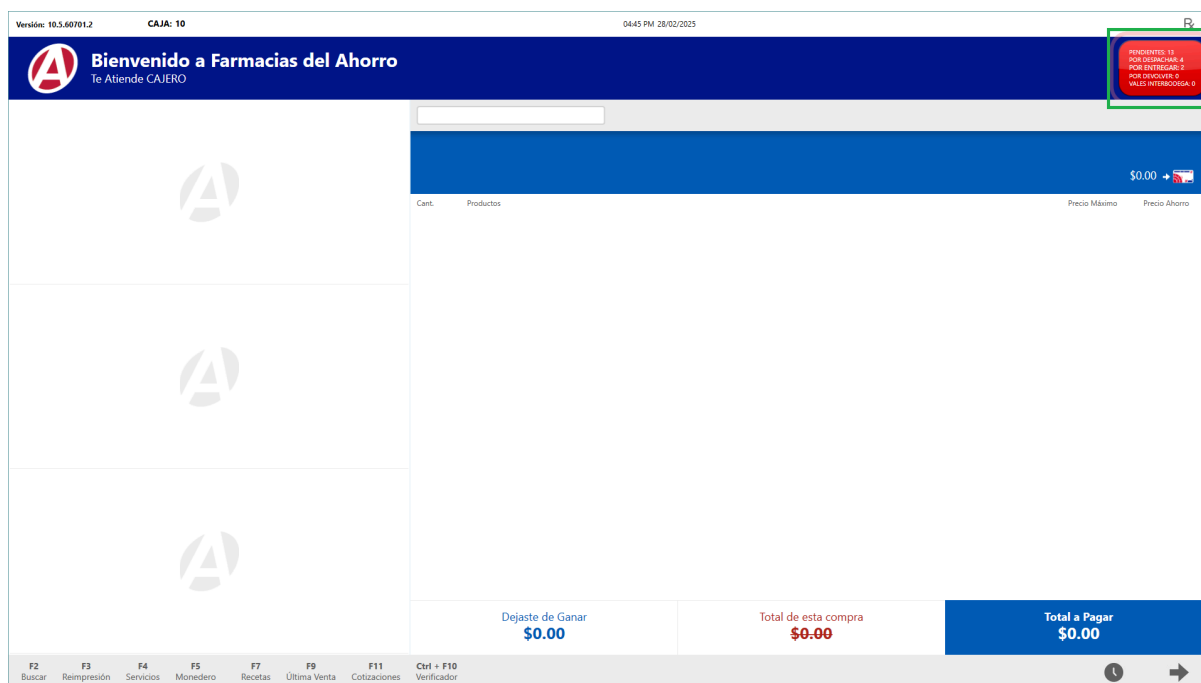 Versión: 10.5.60701.2 CAJA: 10 04:45 PM 28/02/2025
Bienvenido a Farmacias del Ahorro
Te Atiende CAJERO
PENDIENTES: 13
POR DESPACHAR: 4
POR ENTREGAR: 2
POR DEVOLVER: 0
VALES INTERBODEGA: 0
$0.00
Cant. Productos Precio Máximo Precio Ahorro
Dejaste de Ganar Total de esta compra Total a Pagar
$0.00 $0.00 $0.00
F2 F3 F4 F5 F7 F9 F11 Ctrl + F10
Buscar Reimpresión Servicios Monedero Recetas Última Venta Cotizaciones Verificador